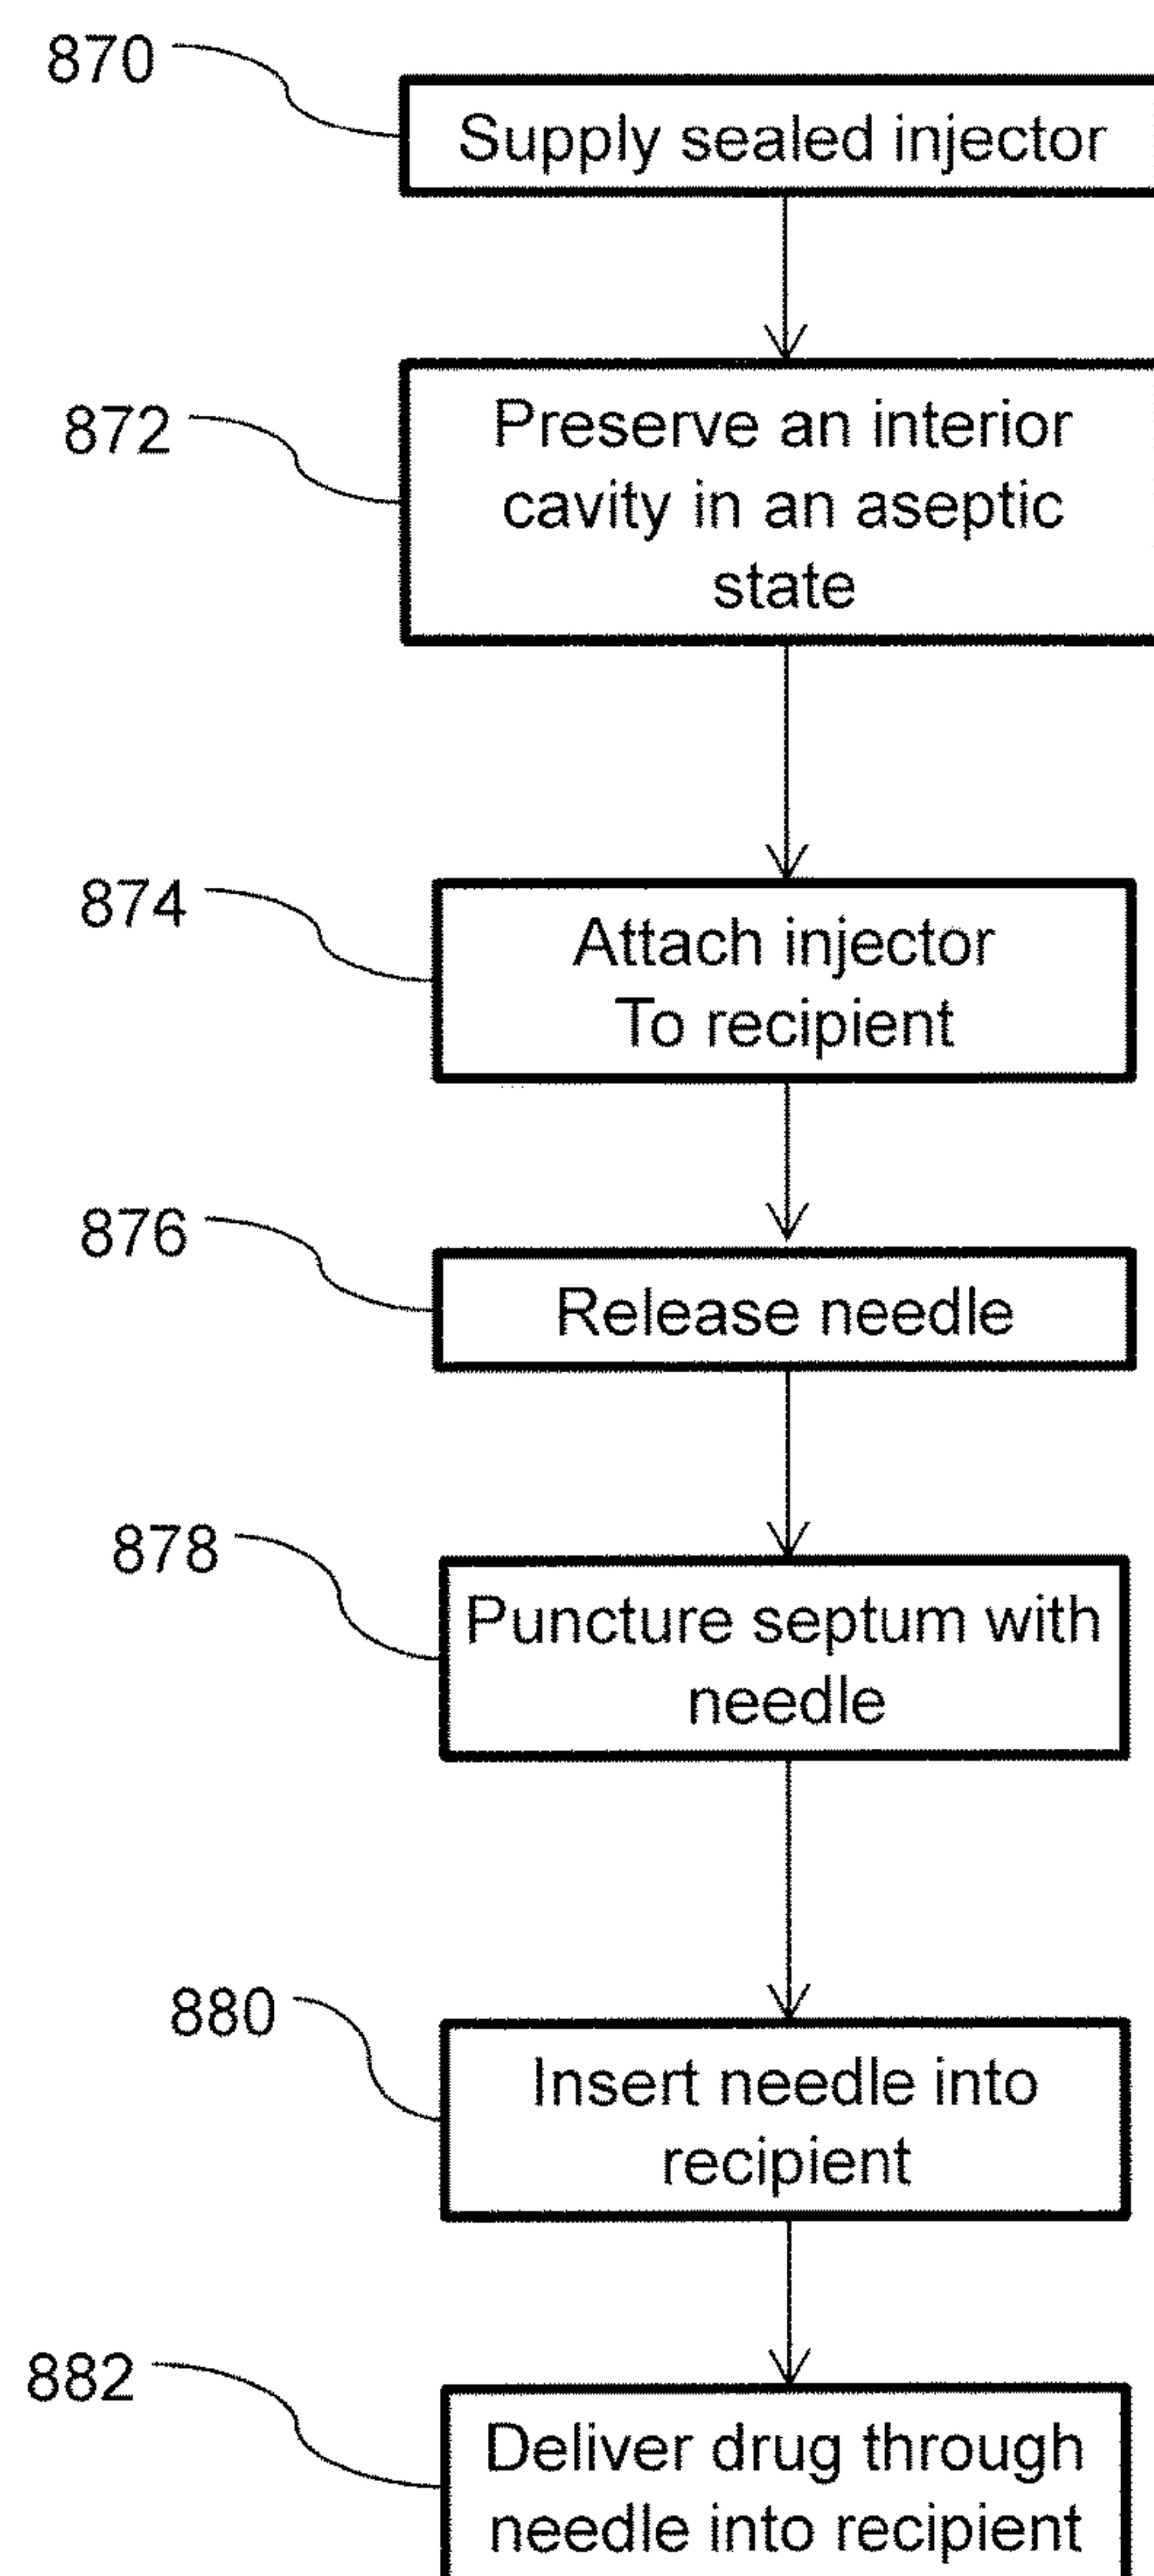 870
Supply sealed injector
872
Preserve an interior
cavity in an aseptic
state
874
Attach injector
To recipient
876
Release needle
878
Puncture septum with
needle
880
Insert needle into
recipient
882
Deliver drug through
needle into recipient